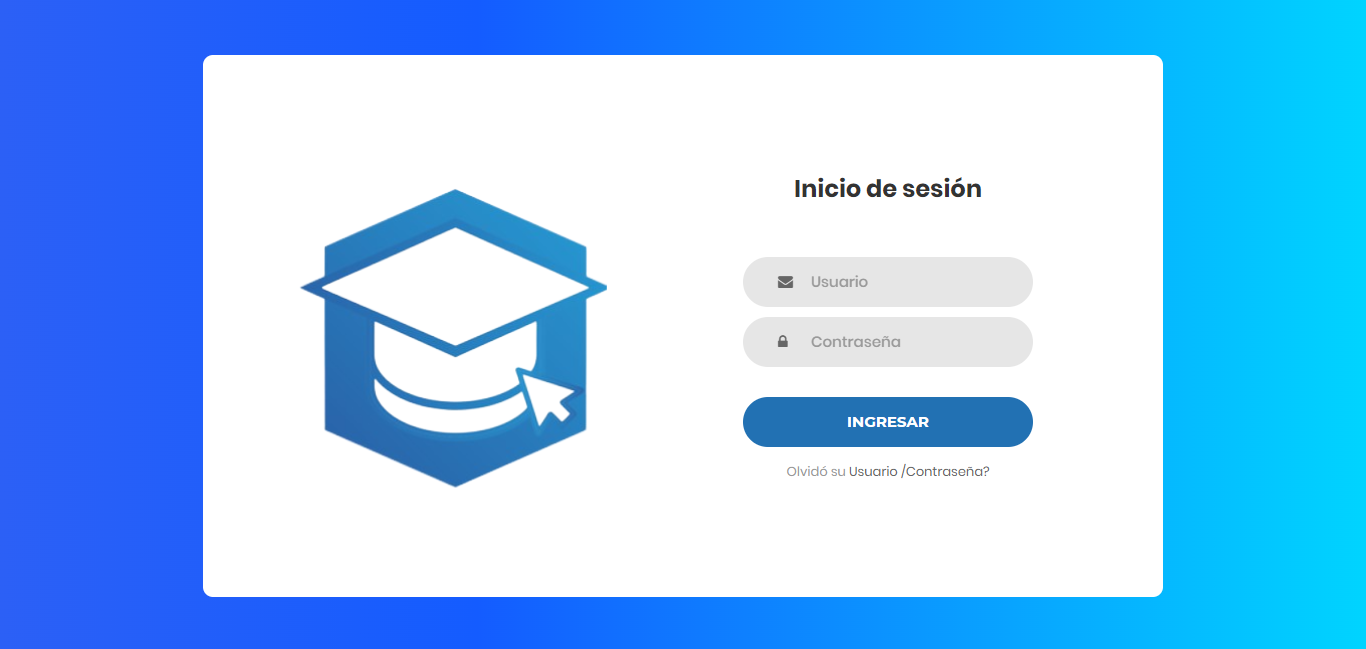 Inicio de sesión
Usuario
Contraseña
INGRESAR
Olvidó su Usuario /Contraseña?